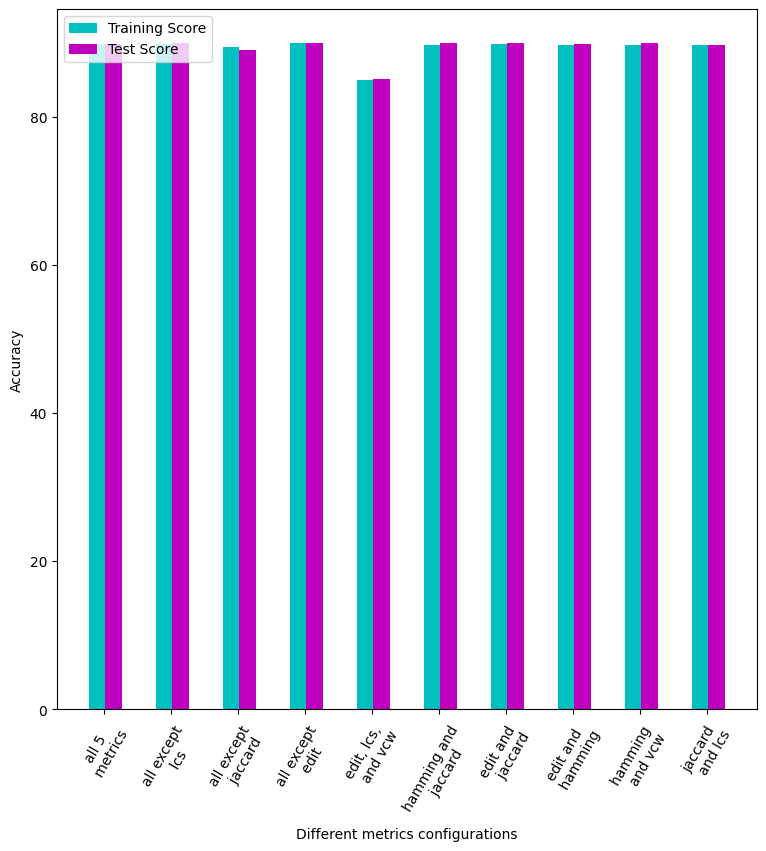 Training Score
Test Score
Accuracy
80
60
40
20
0
all 5
metrics
all except
lcs
all except
jaccard
all except
edit
edit, lcs,
and vcw
hamming and
jaccard
edit and
jaccard
edit and
hamming
hamming
and vcw
jaccard
and lcs
Different metrics configurations